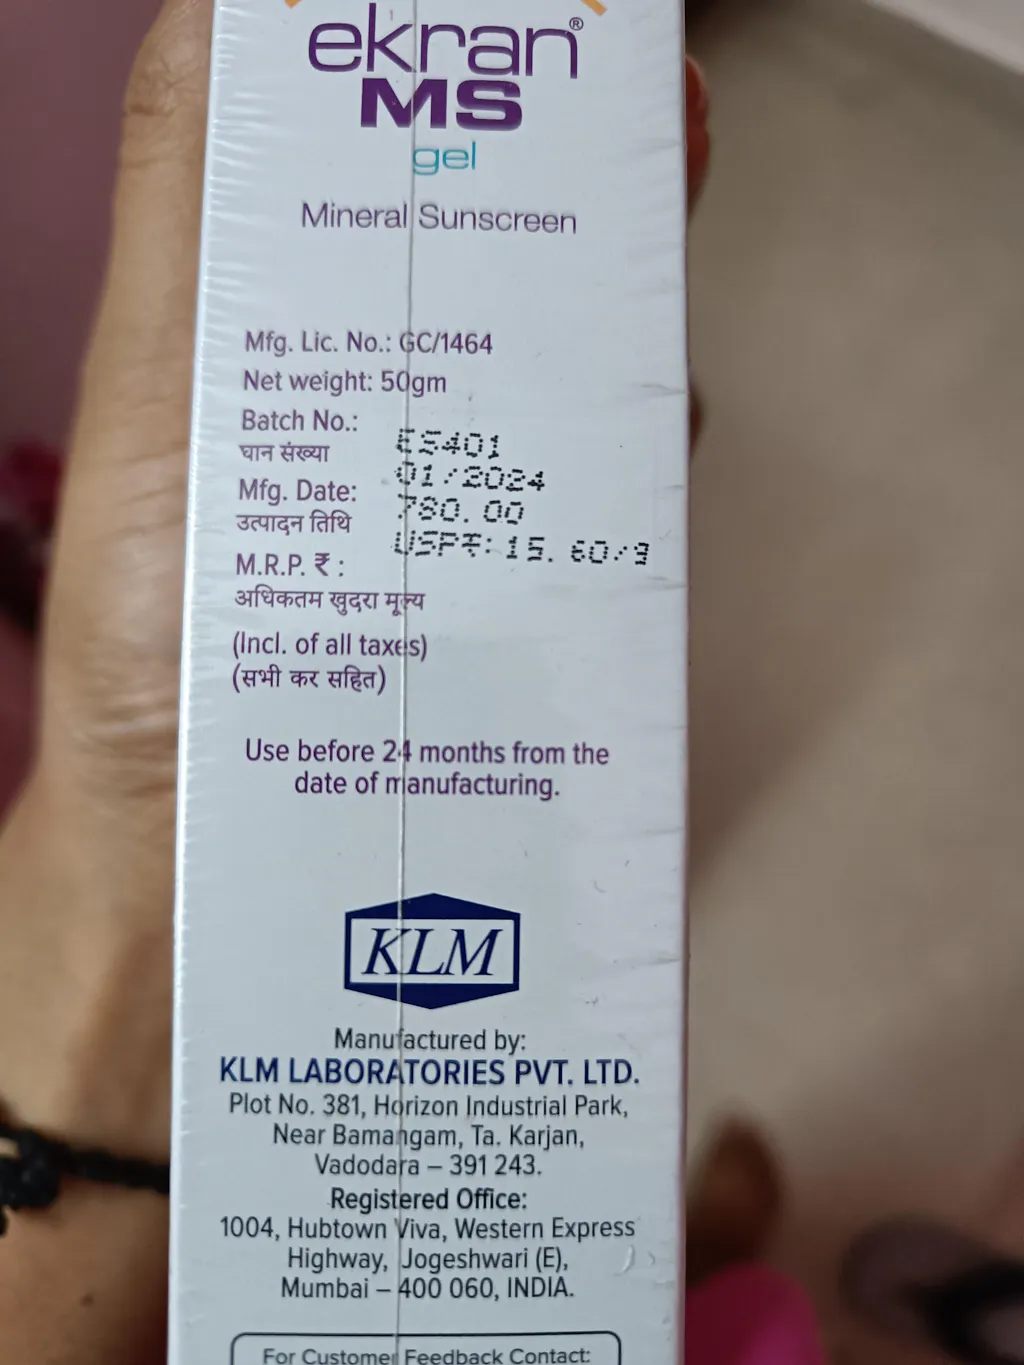 ekran®
MS
gel
Mineral Sunscreen
Mfg. Lic. No.: GC/1464
Net weight: 50gm
Batch No.:
घान संख्या
ES401
Mfg. Date:
01/2024
उत्पादन तिथि
780.00
M.R.P. ₹ :
USP₹: 15. 60/g
अधिकतम खुदरा मूल्य
(Incl. of all taxes)
(सभी कर सहित)
Use before 24 months from the
date of manufacturing.
KLM
Manufactured by:
KLM LABORATORIES PVT. LTD.
Plot No. 381, Horizon Industrial Park,
Near Bamangam, Ta. Karjan,
Vadodara – 391 243.
Registered Office:
1004, Hubtown Viva, Western Express
Highway, Jogeshwari (E),
Mumbai – 400 060, INDIA.
For Customer Feedback Contact: